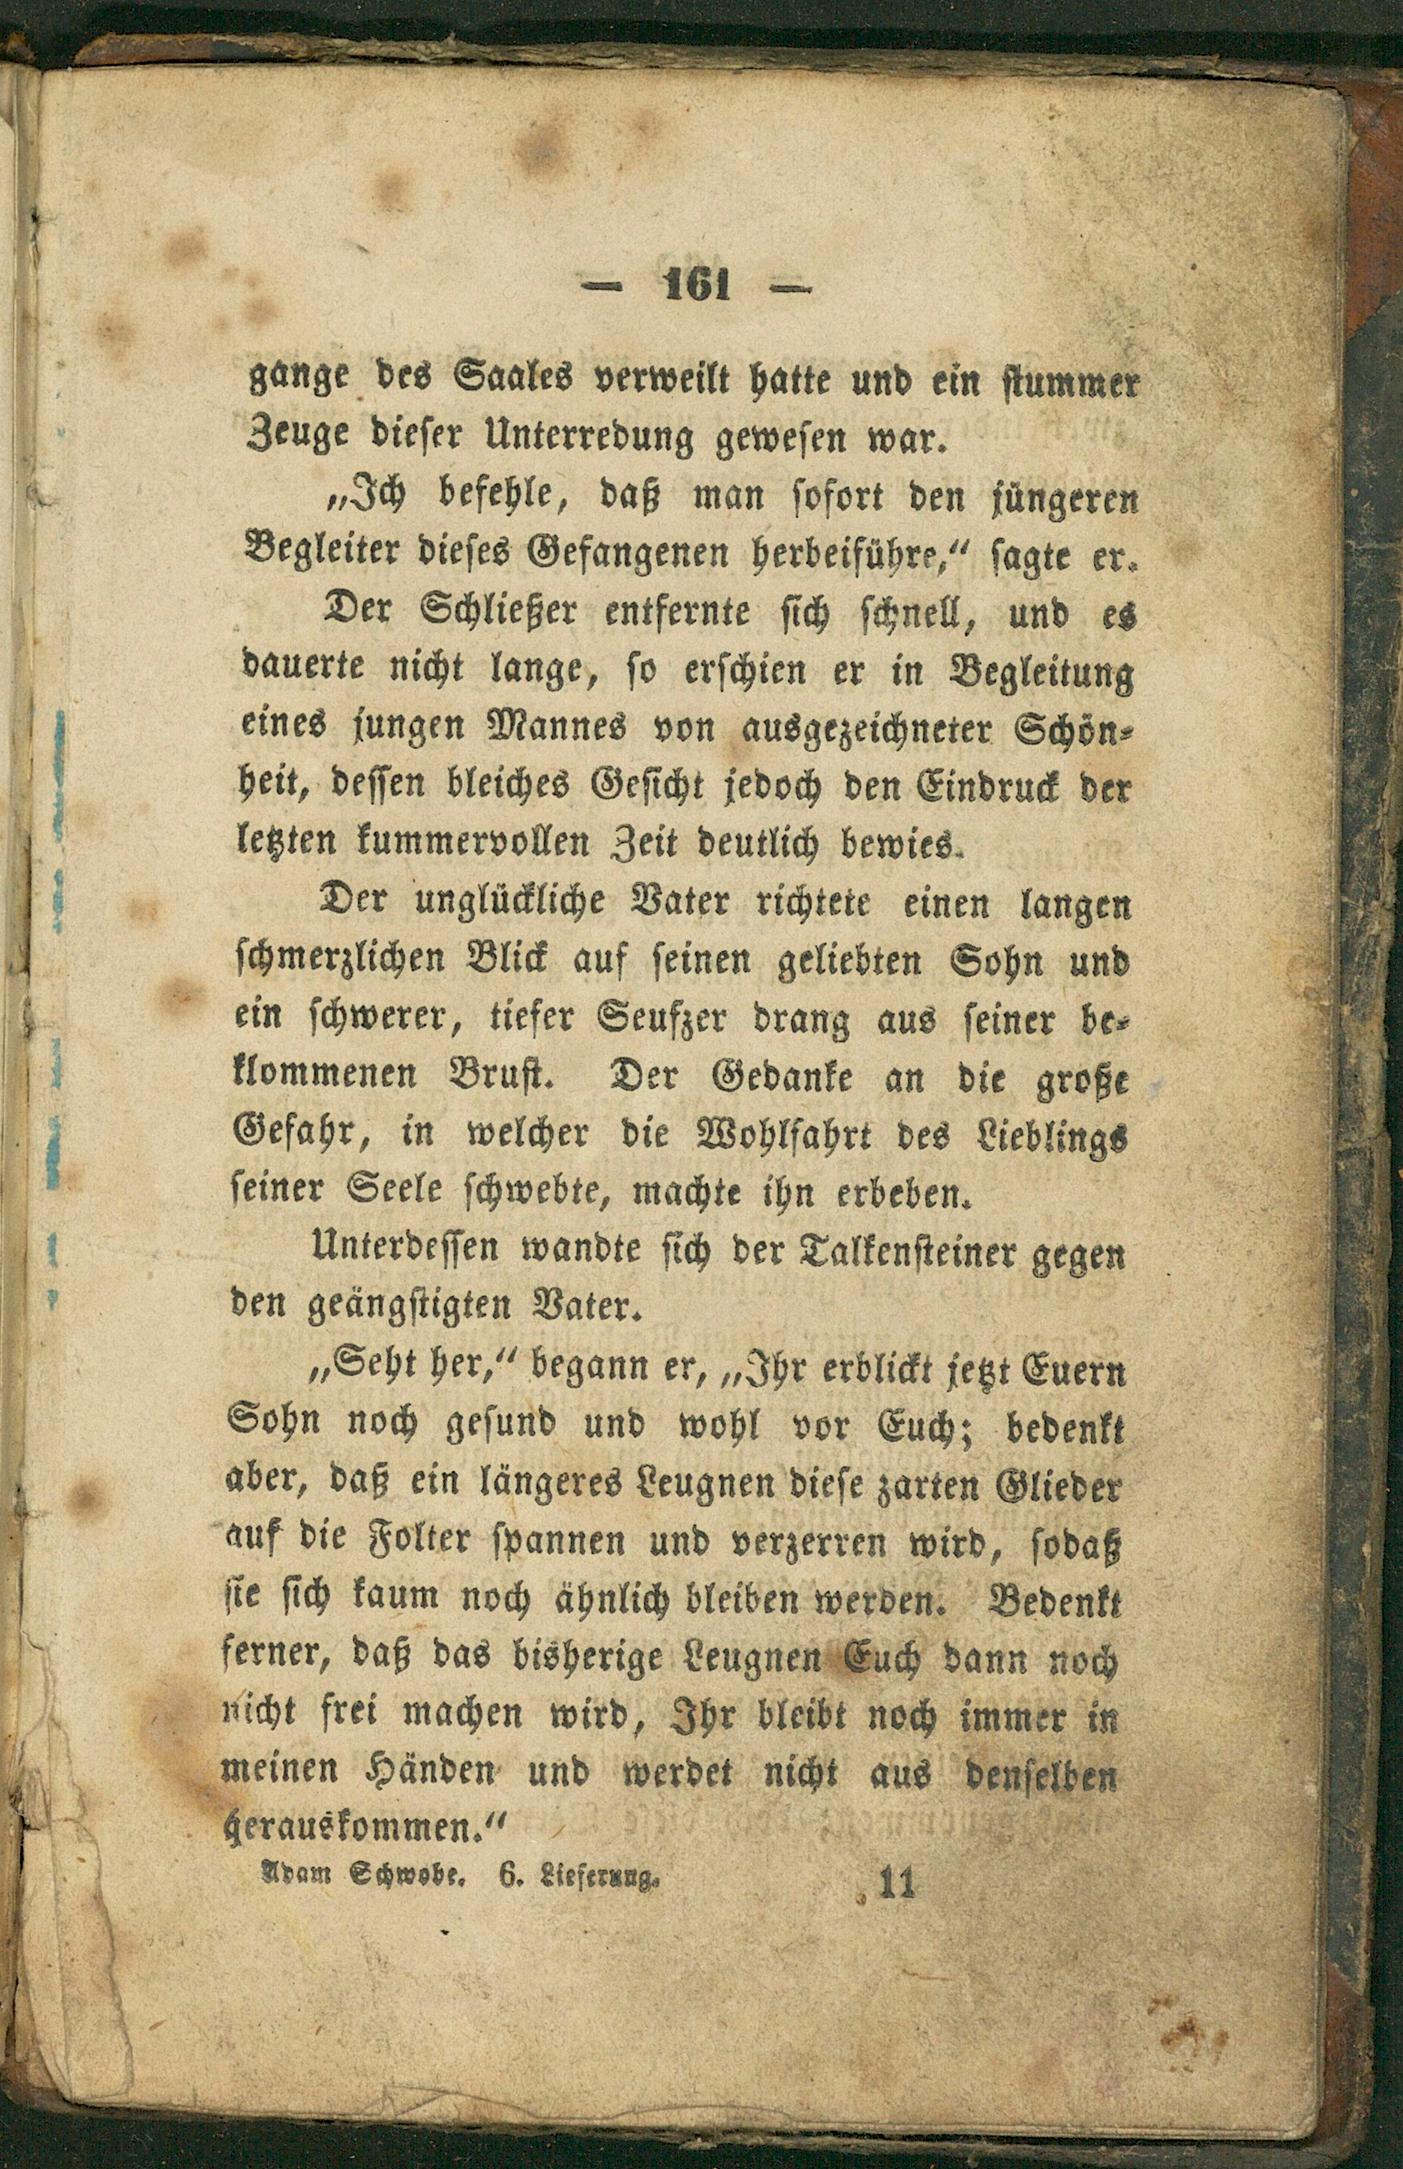 — 161 —
gange des Saales verweilt hatte und ein stummer
Zeuge dieser Unterredung gewesen war.
„Ich befehle, daß man sofort den jüngeren
Begleiter dieses Gefangenen herbeiführe,“ sagte er.
Der Schließer entfernte sich schnell, und es
dauerte nicht lange, so erschien er in Begleitung
eines jungen Mannes von ausgezeichneter Schön-
heit, dessen bleiches Gesicht jedoch den Eindruck der
letzten kummervollen Zeit deutlich bewies.
Der unglückliche Vater richtete einen langen
schmerzlichen Blick auf seinen geliebten Sohn und
ein schwerer, tiefer Seufzer drang aus seiner be-
klommenen Brust. Der Gedanke an die große
Gefahr, in welcher die Wohlfahrt des Lieblings
seiner Seele schwebte, machte ihn erbeben.
Unterdessen wandte sich der Talkensteiner gegen
den geängstigten Vater.
„Seht her,“ begann er, „Ihr erblickt jetzt Euern
Sohn noch gesund und wohl vor Euch; bedenkt
aber, daß ein längeres Leugnen diese zarten Glieder
auf die Folter spannen und verzerren wird, sodaß
sie sich kaum noch ähnlich bleiben werden. Bedenkt
ferner, daß das bisherige Leugnen Euch dann noch
nicht frei machen wird, Ihr bleibt noch immer in
meinen Händen und werdet nicht aus denselben
herauskommen.“
Adam Schwobe. 6. Lieferung. 11